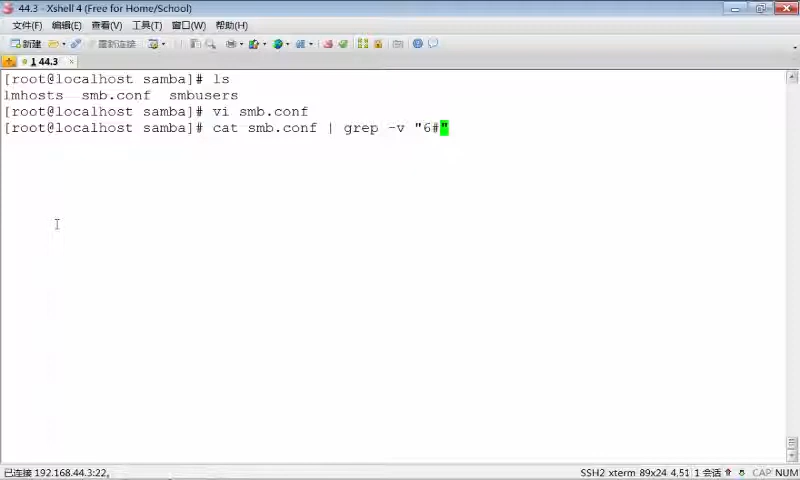 44.3 - Xshell 4 (Free for Home/School)
文件(F) 编辑(E) 查看(V) 工具(T) 窗口(W) 帮助(H)
新建 重新连接
1 44.3
[root@localhost samba]# ls
lmhosts smb.conf smbusers
[root@localhost samba]# vi smb.conf
[root@localhost samba]# cat smb.conf | grep -v "6#"
已连接 192.168.44.3:22。 SSH2 xterm 89x24 4,51 1 会话 CAP NUM